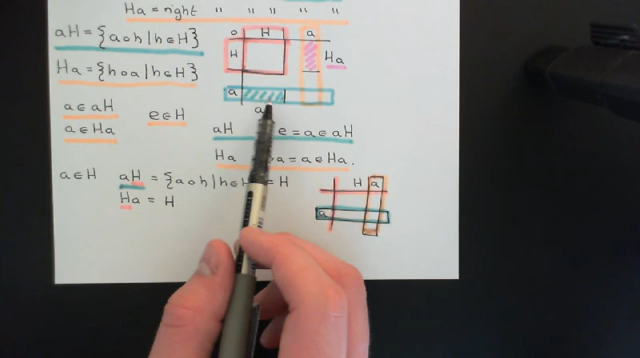 Ha = right " " " "
aH = {a∘h | h∈H}
Ha = {h∘a | h∈H}
∘ H a
H Ha
a
a∈aH
a∈Ha e∈H
aH e = a∈aH
Ha a = a∈Ha.
a∈H aH = {a∘h | h∈H = H
Ha = H
H a
a